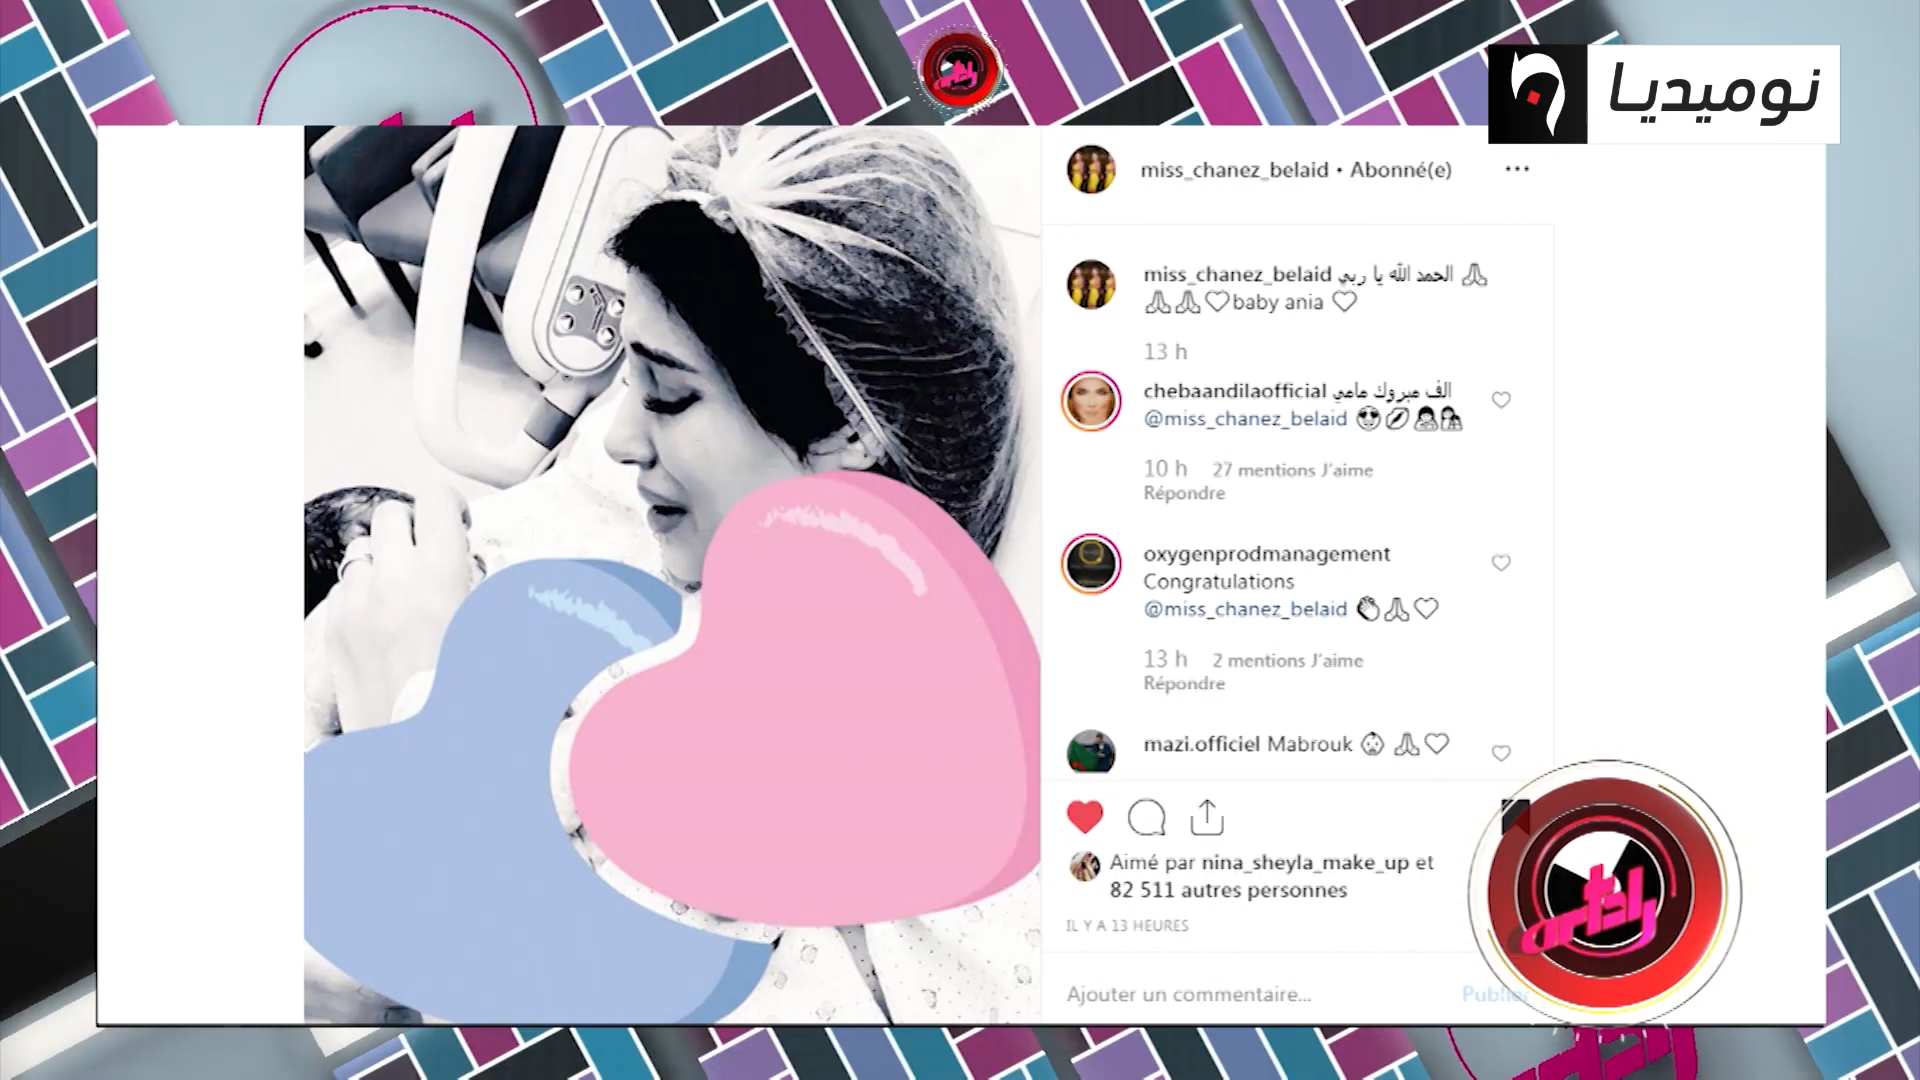 نوميديا
miss_chanez_belaid • Abonné(e)
miss_chanez_belaid الحمد الله يا ربي
baby ania
13 h
chebaandilaofficial الف مبروك مامي
@miss_chanez_belaid
10 h 27 mentions J'aime
Répondre
oxygenprodmanagement
Congratulations
@miss_chanez_belaid
13 h 2 mentions J'aime
Répondre
mazi.officiel Mabrouk
Aimé par nina_sheyla_make_up et
82 511 autres personnes
IL Y A 13 HEURES
Ajouter un commentaire...
Publier